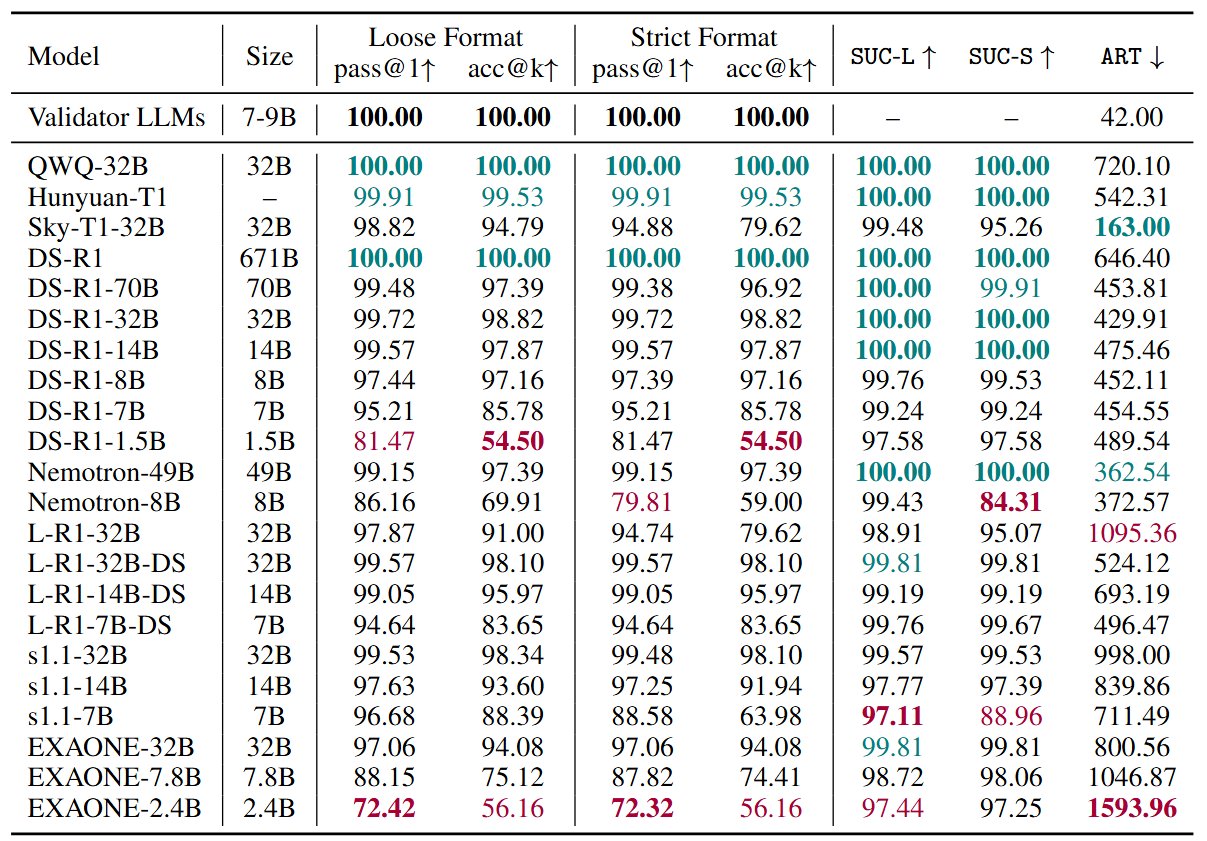 Model Size Loose Format Strict Format SUC-L ↑ SUC-S ↑ ART ↓
pass@1↑ acc@k↑ pass@1↑ acc@k↑
Validator LLMs 7-9B 100.00 100.00 100.00 100.00 – – 42.00
QWQ-32B 32B 100.00 100.00 100.00 100.00 100.00 100.00 720.10
Hunyuan-T1 – 99.91 99.53 99.91 99.53 100.00 100.00 542.31
Sky-T1-32B 32B 98.82 94.79 94.88 79.62 99.48 95.26 163.00
DS-R1 671B 100.00 100.00 100.00 100.00 100.00 100.00 646.40
DS-R1-70B 70B 99.48 97.39 99.38 96.92 100.00 99.91 453.81
DS-R1-32B 32B 99.72 98.82 99.72 98.82 100.00 100.00 429.91
DS-R1-14B 14B 99.57 97.87 99.57 97.87 100.00 100.00 475.46
DS-R1-8B 8B 97.44 97.16 97.39 97.16 99.76 99.53 452.11
DS-R1-7B 7B 95.21 85.78 95.21 85.78 99.24 99.24 454.55
DS-R1-1.5B 1.5B 81.47 54.50 81.47 54.50 97.58 97.58 489.54
Nemotron-49B 49B 99.15 97.39 99.15 97.39 100.00 100.00 362.54
Nemotron-8B 8B 86.16 69.91 79.81 59.00 99.43 84.31 372.57
L-R1-32B 32B 97.87 91.00 94.74 79.62 98.91 95.07 1095.36
L-R1-32B-DS 32B 99.57 98.10 99.57 98.10 99.81 99.81 524.12
L-R1-14B-DS 14B 99.05 95.97 99.05 95.97 99.19 99.19 693.19
L-R1-7B-DS 7B 94.64 83.65 94.64 83.65 99.76 99.67 496.47
s1.1-32B 32B 99.53 98.34 99.48 98.10 99.57 99.53 998.00
s1.1-14B 14B 97.63 93.60 97.25 91.94 97.77 97.39 839.86
s1.1-7B 7B 96.68 88.39 88.58 63.98 97.11 88.96 711.49
EXAONE-32B 32B 97.06 94.08 97.06 94.08 99.81 99.81 800.56
EXAONE-7.8B 7.8B 88.15 75.12 87.82 74.41 98.72 98.06 1046.87
EXAONE-2.4B 2.4B 72.42 56.16 72.32 56.16 97.44 97.25 1593.96